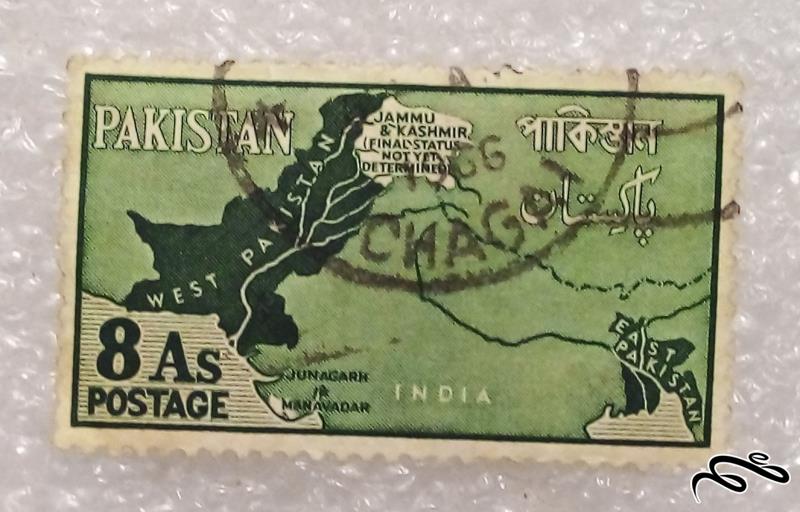 PAKISTAN
পাকিস্তান
پاکستان
JAMMU
& KASHMIR
(FINAL STATUS
NOT YET
DETERMINED)
WEST PAKISTAN
8 As
POSTAGE
JUNAGARH
&
MANAVADAR
INDIA
EAST
PAKISTAN
66